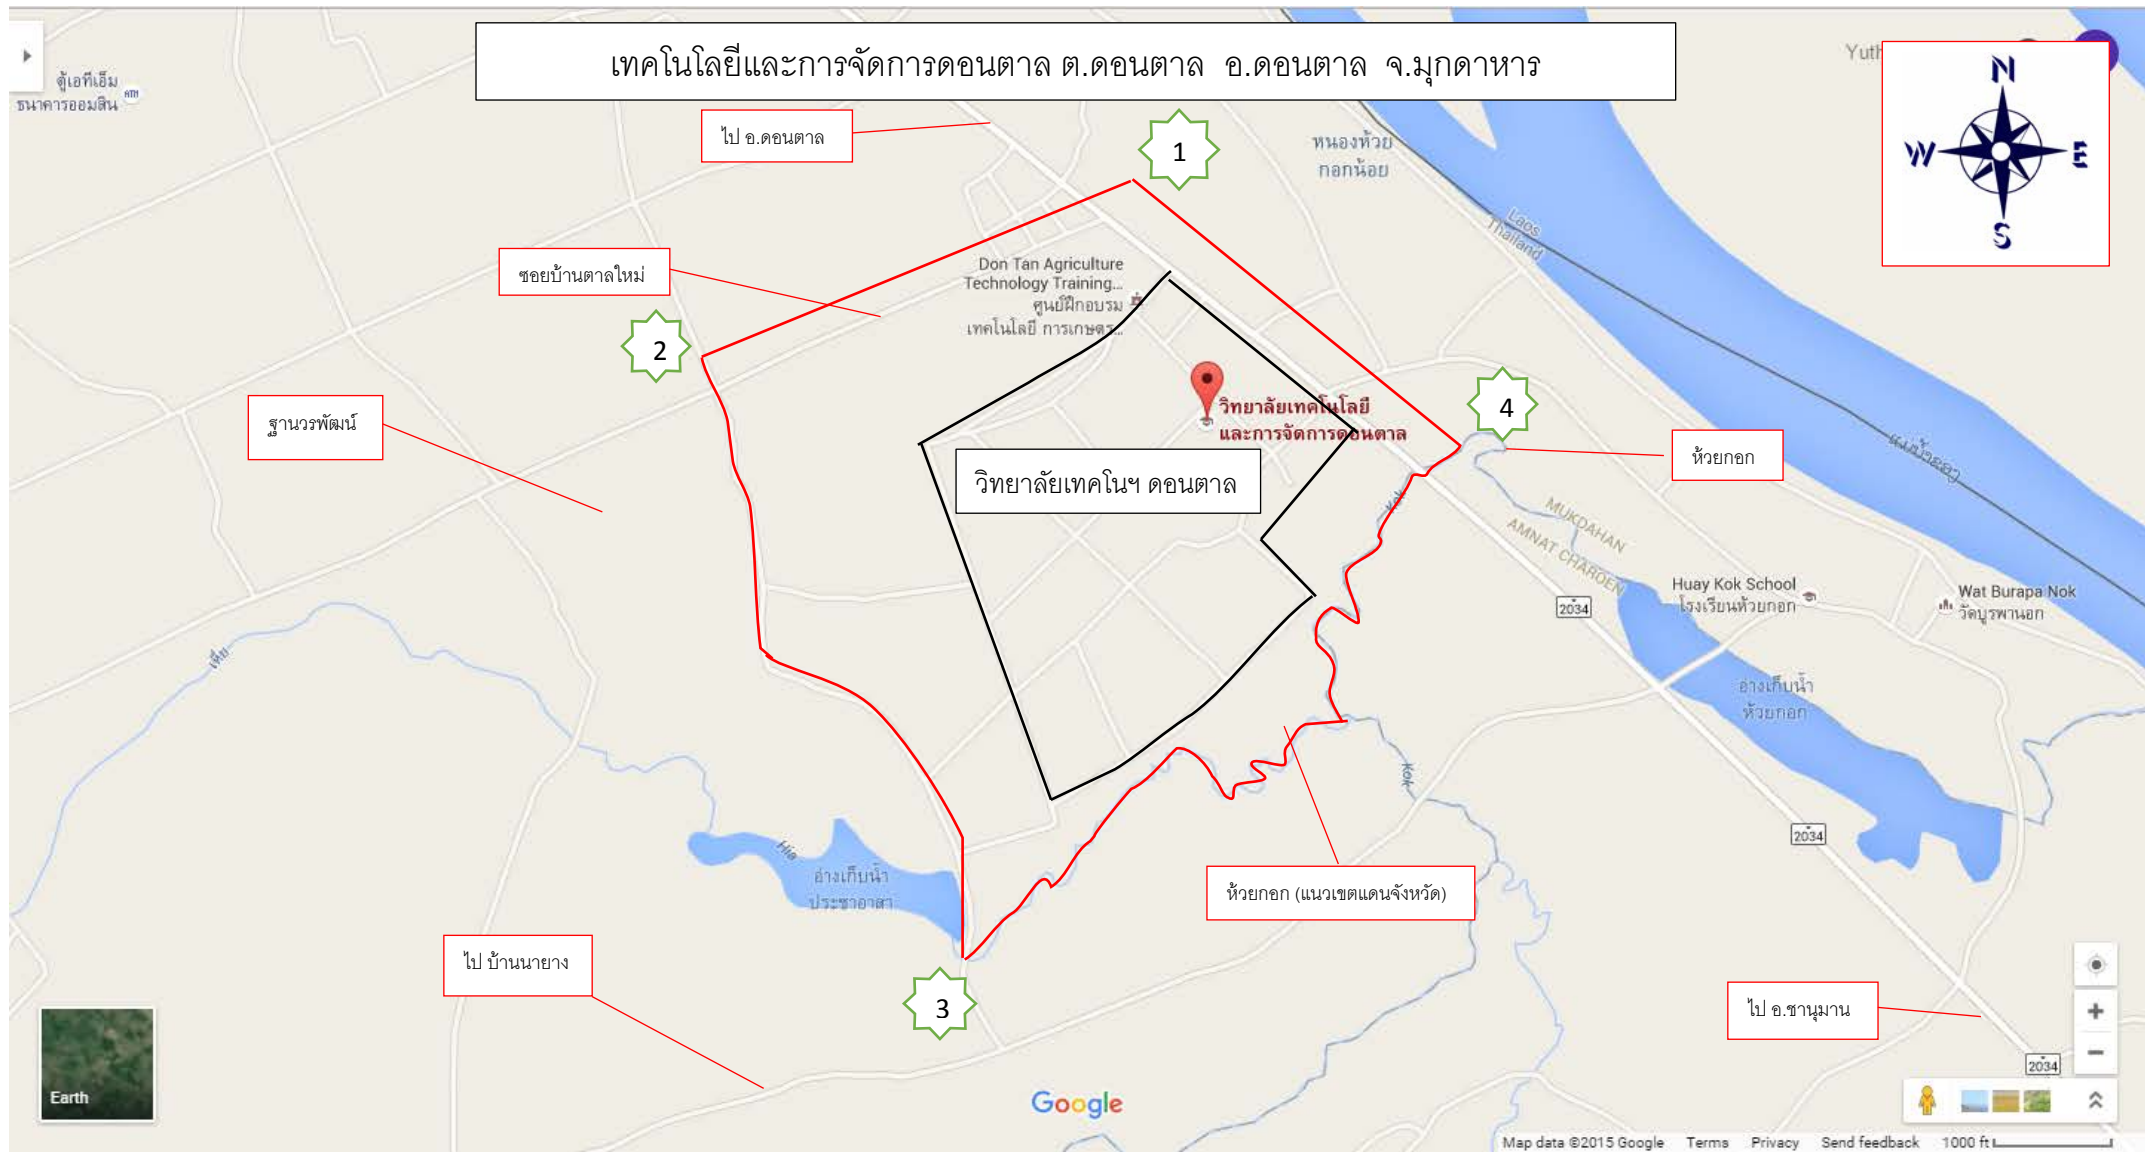 เทคโนโลยีและการจัดการดอนตาล ต.ดอนตาล อ.ดอนตาล จ.มุกดาหาร
ตู้เอทีเอ็ม
ธนาคารออมสิน
ATM
N
W
E
S
ไป อ.ดอนตาล
1
หนองห้วย
กอกน้อย
Laos
Thailand
ซอยบ้านตาลใหม่
Don Tan Agriculture
Technology Training...
ศูนย์ฝึกอบรม
เทคโนโลยี การเกษตร...
2
4
วิทยาลัยเทคโนโลยี
และการจัดการดอนตาล
ฐานวรพัฒน์
ห้วยกอก
แม่น้ำของ
วิทยาลัยเทคโนฯ ดอนตาล
Kok
MUKDAHAN
AMNAT CHAROEN
Huay Kok School
โรงเรียนห้วยกอก
Wat Burapa Nok
วัดบูรพานอก
2034
อ่างเก็บน้ำ
ห้วยกอก
Kok
2034
Hia
อ่างเก็บน้ำ
ประชาอาสา
ห้วยกอก (แนวเขตแดนจังหวัด)
ไป บ้านนายาง
3
ไป อ.ชานุมาน
2034
Earth
Google
Map data ©2015 Google Terms Privacy Send feedback 1000 ft